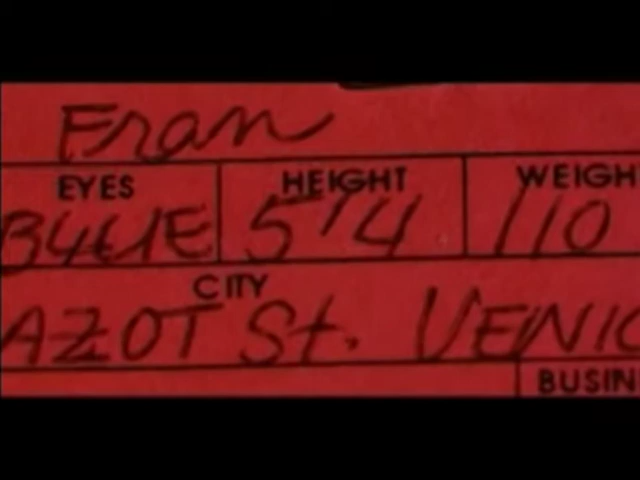 Fran
EYES HEIGHT WEIGH
BLUE 5'4 110
CITY
AZOT St. VENIC
BUSIN